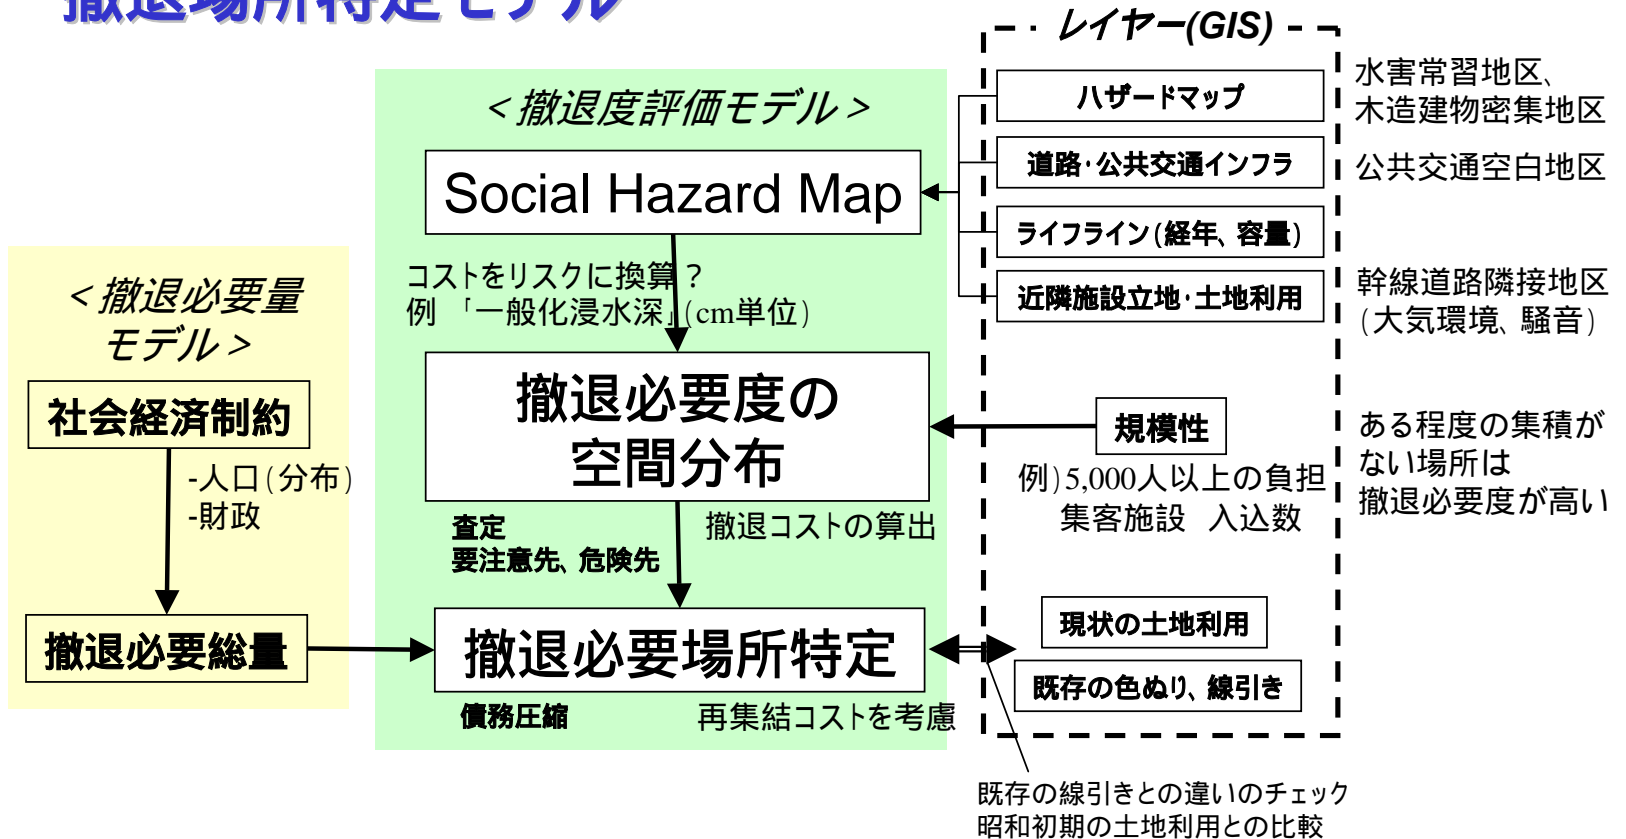 撤退場所特定モデル
<撤退必要量
モデル>
社会経済制約
-人口(分布)
-財政
撤退必要総量
<撤退度評価モデル>
Social Hazard Map
コストをリスクに換算?
例 「一般化浸水深」(cm単位)
撤退必要度の
空間分布
査定
要注意先、危険先
撤退コストの算出
撤退必要場所特定
債務圧縮
再集結コストを考慮
レイヤー(GIS)
ハザードマップ
道路・公共交通インフラ
ライフライン(経年、容量)
近隣施設立地・土地利用
規模性
例)5,000人以上の負担
集客施設 入込数
現状の土地利用
既存の色ぬり、線引き
水害常習地区、
木造建物密集地区
公共交通空白地区
幹線道路隣接地区
(大気環境、騒音)
ある程度の集積が
ない場所は
撤退必要度が高い
既存の線引きとの違いのチェック
昭和初期の土地利用との比較